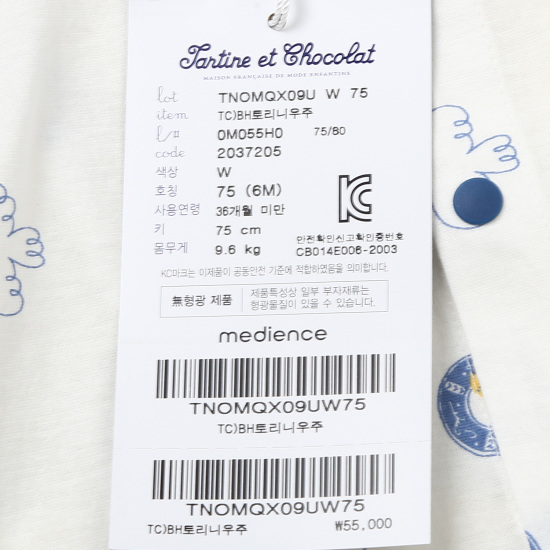 Tartine et Chocolat
MAISON FRANÇAISE DE MODE ENFANTINE
lot TNOMQX09U W 75
item TC)BH토리니우주
l/# 0M055H0 75/80
code 2037205
색상 W
호칭 75 (6M)
사용연령 36개월 미만
키 75 cm
몸무게 9.6 kg
안전확인신고확인증번호
CB014E006-2003
KC마크는 이제품이 공동안전 기준에 적합하였음을 의미합니다.
無형광 제품
제품특성상 일부 부자재류는
형광물질이 있을 수 있습니다.
medience
TNOMQX09UW75
TC)BH토리니우주
TNOMQX09UW75
TC)BH토리니우주 ₩55,000